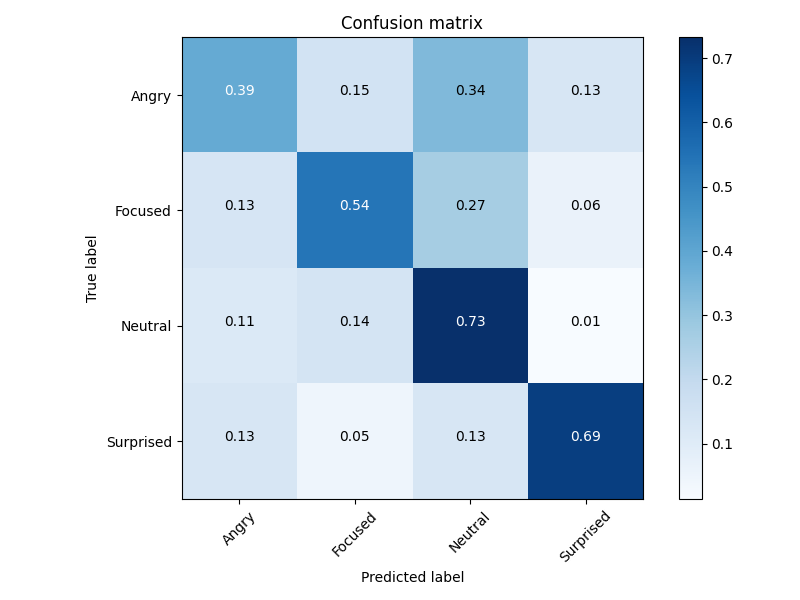 Confusion matrix
Angry 0.39 0.15 0.34 0.13
Focused 0.13 0.54 0.27 0.06
Neutral 0.11 0.14 0.73 0.01
Surprised 0.13 0.05 0.13 0.69
True label
Angry Focused Neutral Surprised
Predicted label
0.7
0.6
0.5
0.4
0.3
0.2
0.1